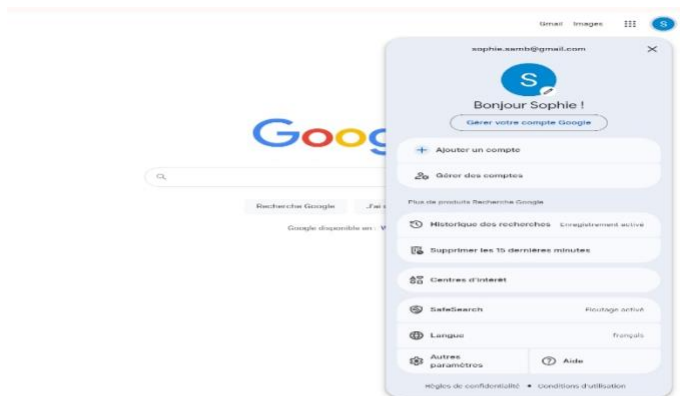 Gmail Images
S
sophie.samb@gmail.com
S
Bonjour Sophie !
Gérer votre compte Google
Ajouter un compte
Gérer des comptes
Plus de produits Recherche Google
Historique des recherches Enregistrement activé
Supprimer les 15 dernières minutes
Centres d'intérêt
SafeSearch Floutage activé
Langue français
Autres paramètres
Aide
Règles de confidentialité • Conditions d'utilisation
Goog
Recherche Google J'ai
Google disponible en :